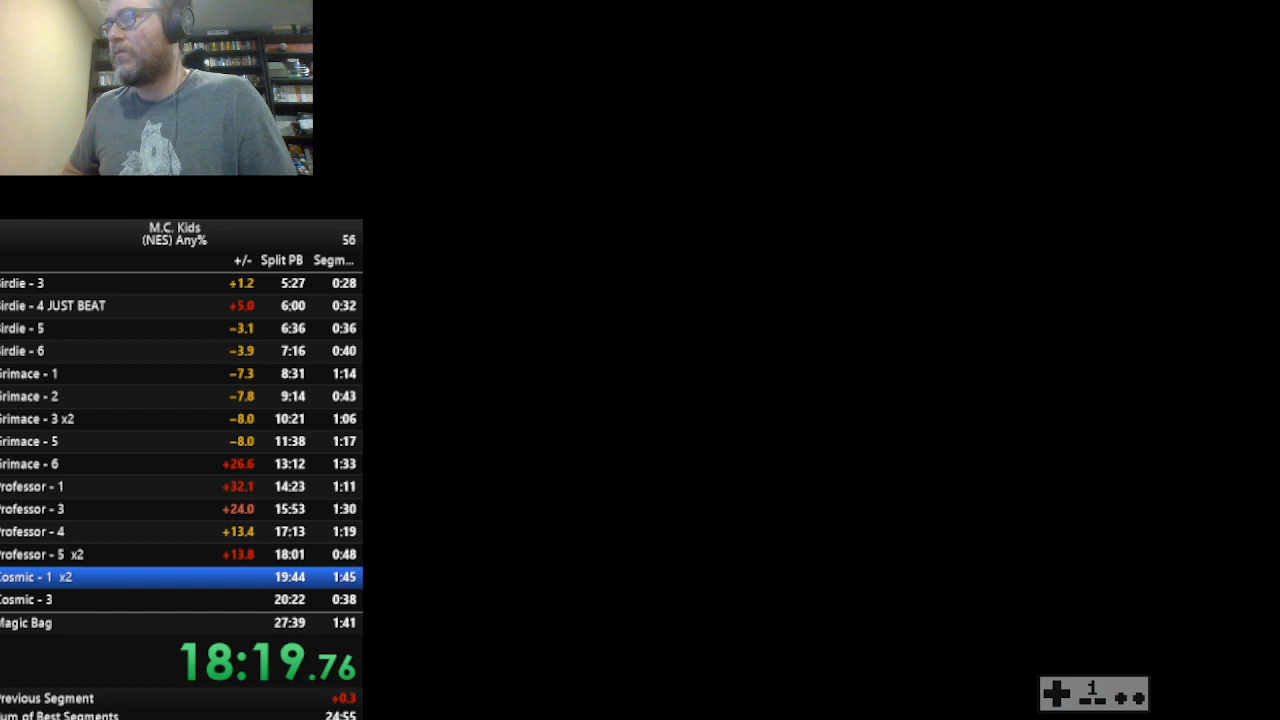 M.C. Kids
(NES) Any% 56
+/- Split PB Segm...
irdie - 3 +1.2 5:27 0:28
irdie - 4 JUST BEAT +5.0 6:00 0:32
irdie - 5 −3.1 6:36 0:36
irdie - 6 −3.9 7:16 0:40
rimace - 1 −7.3 8:31 1:14
rimace - 2 −7.8 9:14 0:43
rimace - 3 x2 −8.0 10:21 1:06
rimace - 5 −8.0 11:38 1:17
rimace - 6 +26.6 13:12 1:33
rofessor - 1 +32.1 14:23 1:11
rofessor - 3 +24.0 15:53 1:30
rofessor - 4 +13.4 17:13 1:19
rofessor - 5 x2 +13.8 18:01 0:48
Cosmic - 1 x2 19:44 1:45
Cosmic - 3 20:22 0:38
Magic Bag 27:39 1:41
18:19.76
Previous Segment +0.3
Sum of Best Segments 24:55
1